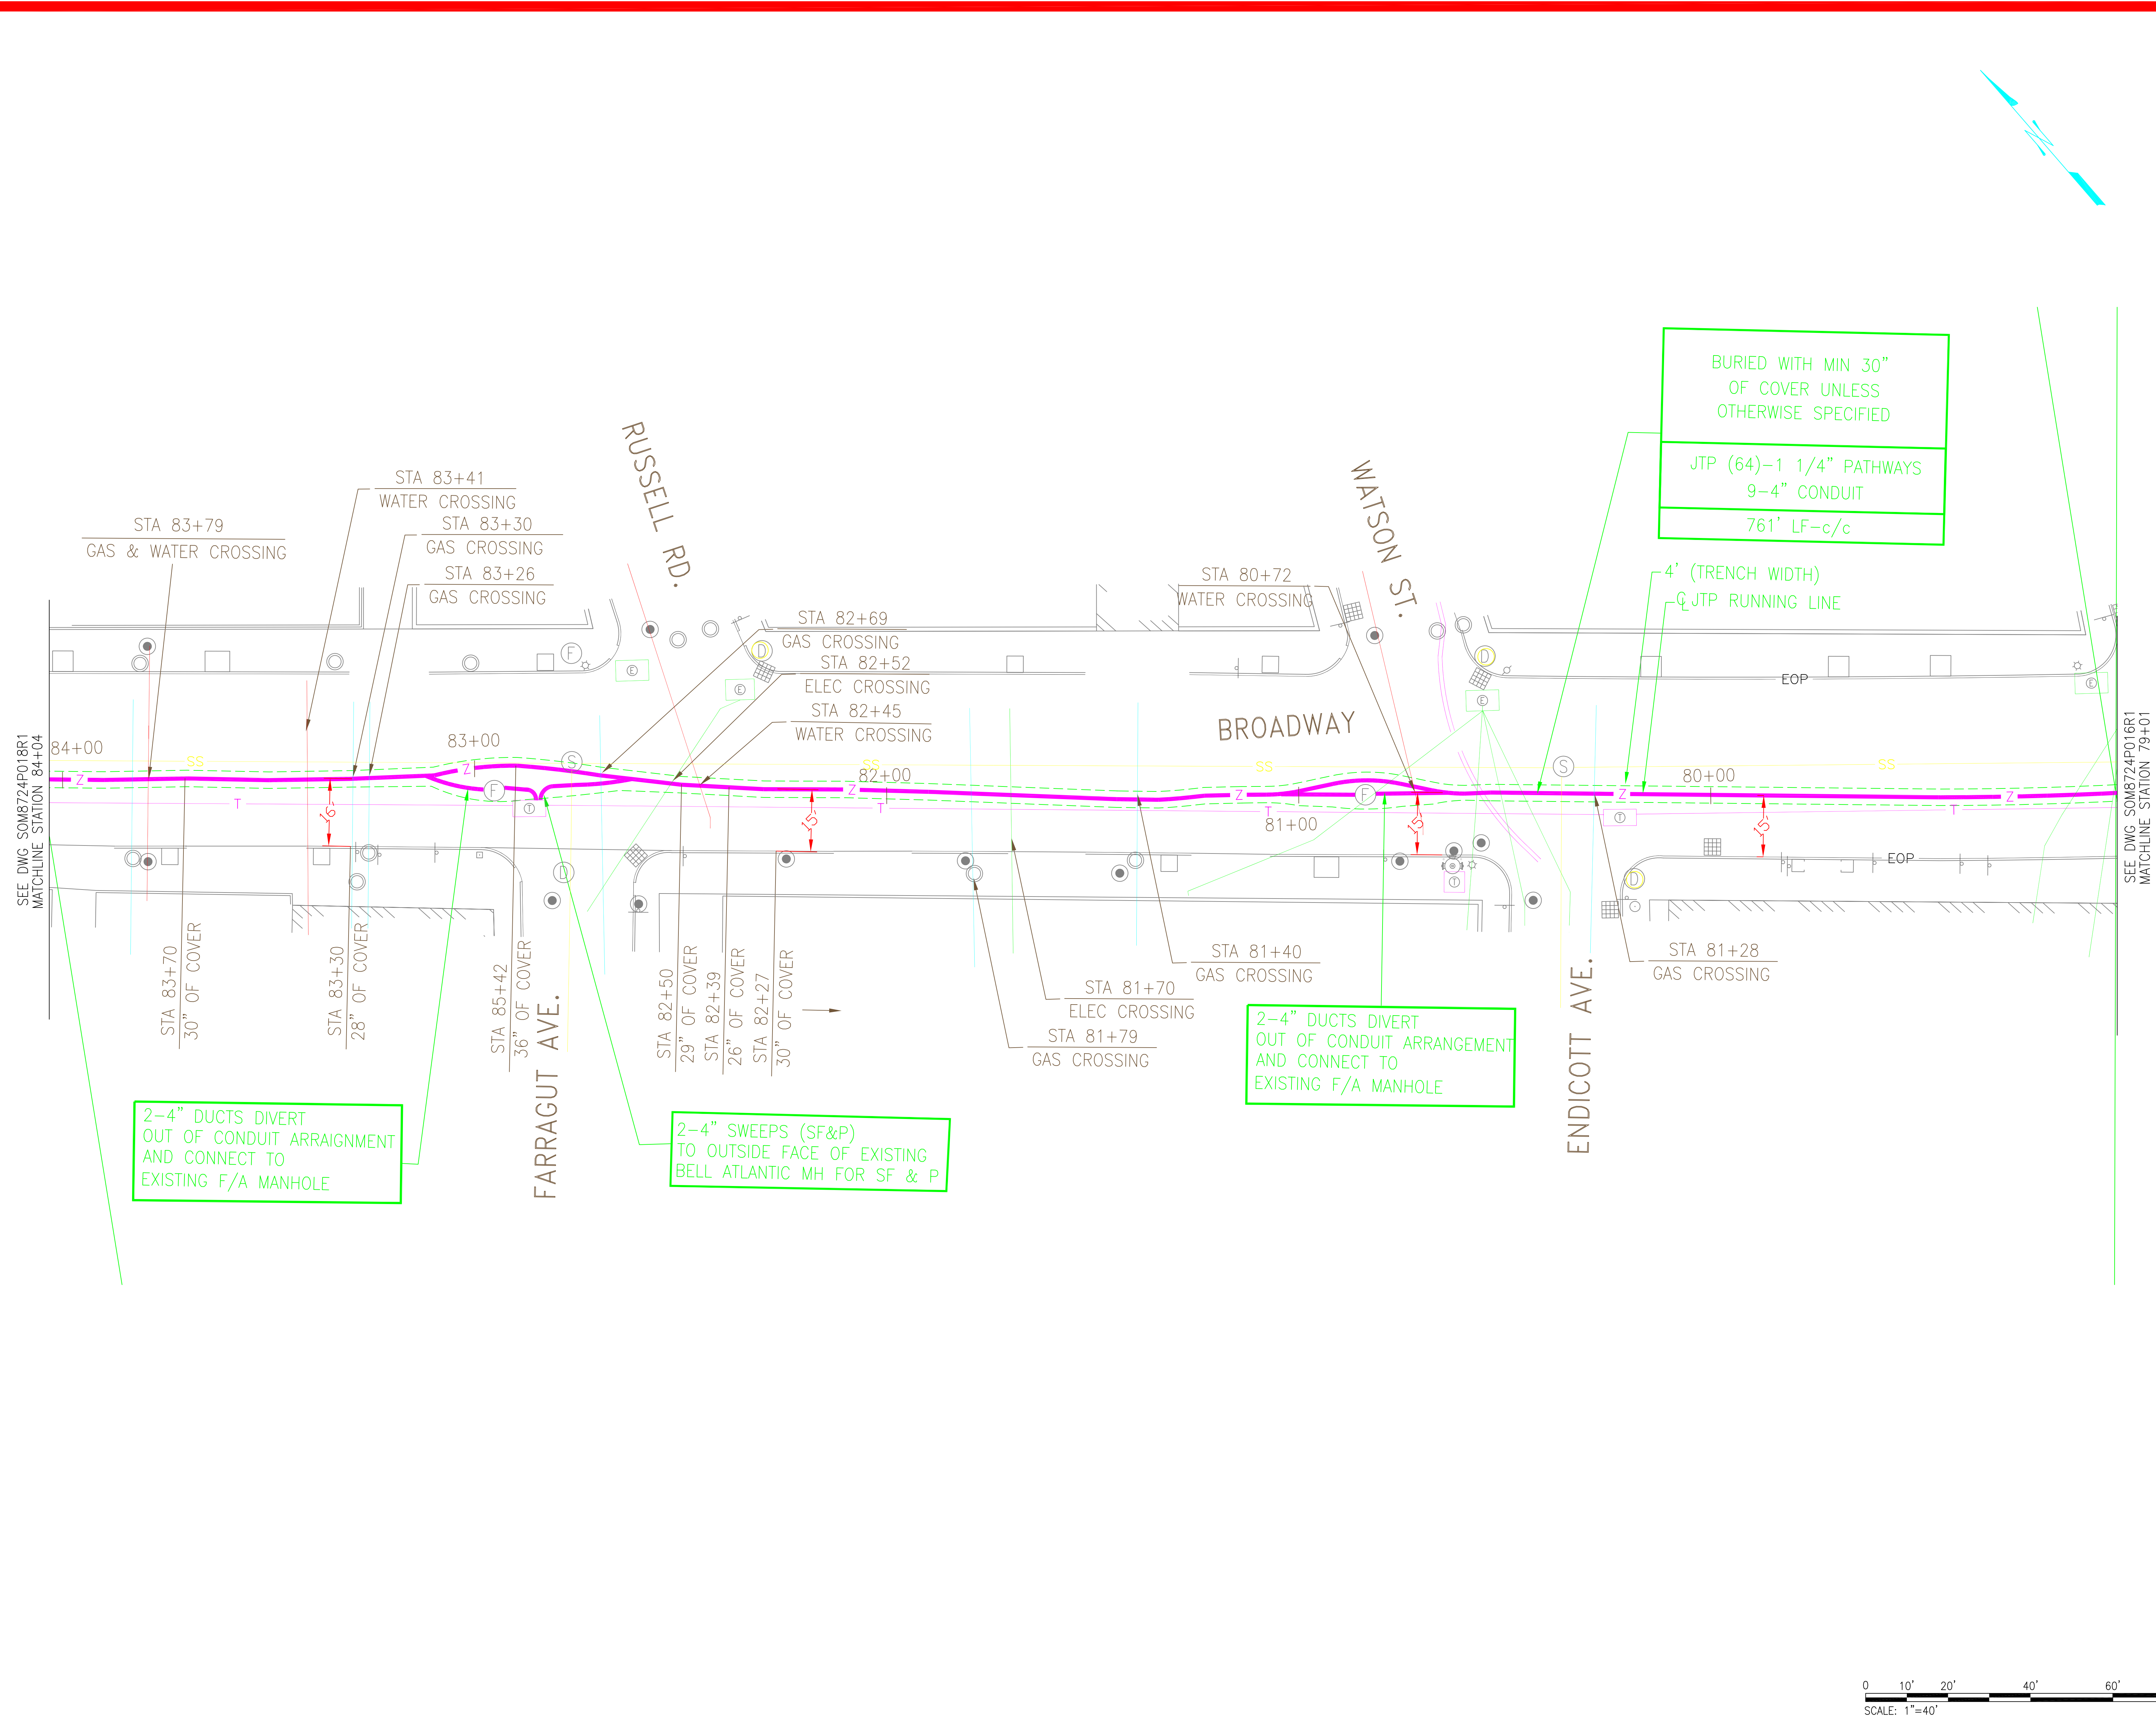 BURIED WITH MIN 30"
OF COVER UNLESS
OTHERWISE SPECIFIED
JTP (64)-1 1/4" PATHWAYS
9-4" CONDUIT
761' LF-c/c
4' (TRENCH WIDTH)
℄ JTP RUNNING LINE
RUSSELL RD.
WATSON ST.
STA 83+41
WATER CROSSING
STA 83+79
GAS & WATER CROSSING
STA 83+30
GAS CROSSING
STA 83+26
GAS CROSSING
STA 82+69
GAS CROSSING
STA 82+52
ELEC CROSSING
STA 82+45
WATER CROSSING
STA 80+72
WATER CROSSING
BROADWAY
EOP
EOP
SEE DWG SOM8724P018R1
MATCHLINE STATION 84+04
SEE DWG SOM8724P016R1
MATCHLINE STATION 79+01
84+00
83+00
82+00
81+00
80+00
SS
SS
SS
SS
Z
Z
Z
Z
Z
Z
T
T
T
T
F
F
F
S
S
D
D
D
D
E
E
E
E
T
T
T
16'
15'
15'
15'
STA 83+70
30" OF COVER
STA 83+30
28" OF COVER
STA 85+42
36" OF COVER
STA 82+50
29" OF COVER
STA 82+39
26" OF COVER
STA 82+27
30" OF COVER
FARRAGUT AVE.
ENDICOTT AVE.
STA 81+40
GAS CROSSING
STA 81+70
ELEC CROSSING
STA 81+79
GAS CROSSING
STA 81+28
GAS CROSSING
2-4" DUCTS DIVERT
OUT OF CONDUIT ARRAIGNMENT
AND CONNECT TO
EXISTING F/A MANHOLE
2-4" SWEEPS (SF&P)
TO OUTSIDE FACE OF EXISTING
BELL ATLANTIC MH FOR SF & P
2-4" DUCTS DIVERT
OUT OF CONDUIT ARRANGEMENT
AND CONNECT TO
EXISTING F/A MANHOLE
N
0 10' 20' 40' 60'
SCALE: 1"=40'